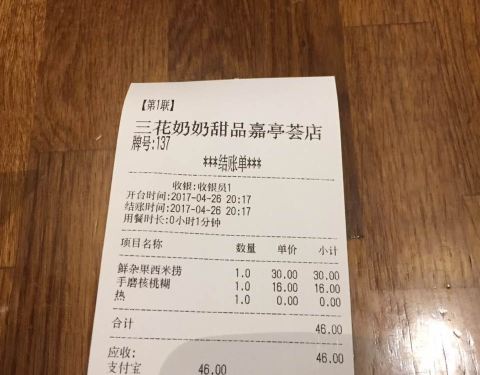 【第1联】
三花奶奶甜品嘉亭荟店
牌号:137
***结账单***
收银:收银员1
开台时间:2017-04-26 20:17
结账时间:2017-04-26 20:17
用餐时长:0小时1分钟
项目名称 数量 单价 小计
鲜杂果西米捞 1.0 30.00 30.00
手磨核桃糊 1.0 16.00 16.00
热 1.0 0.00 0.00
合计 46.00
应收: 46.00
支付宝 46.00